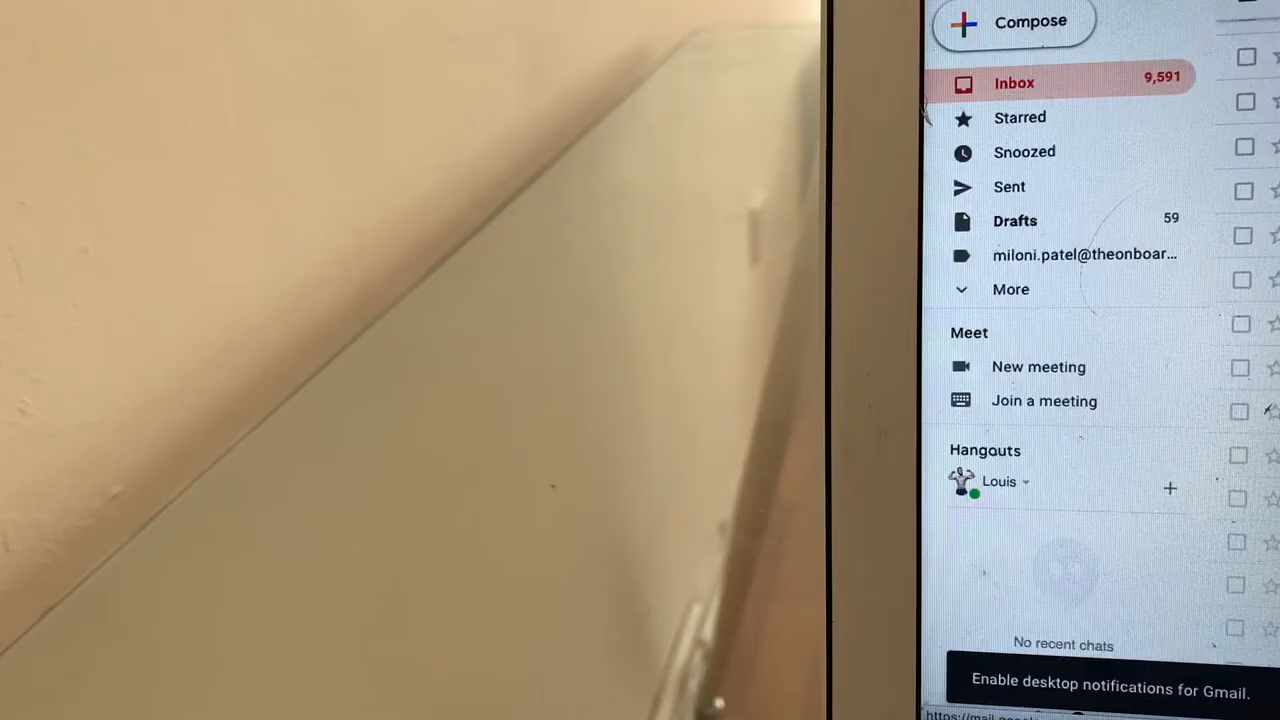 Compose
Inbox 9,591
Starred
Snoozed
Sent
Drafts 59
miloni.patel@theonboar...
More
Meet
New meeting
Join a meeting
Hangouts
Louis
No recent chats
Enable desktop notifications for Gmail.